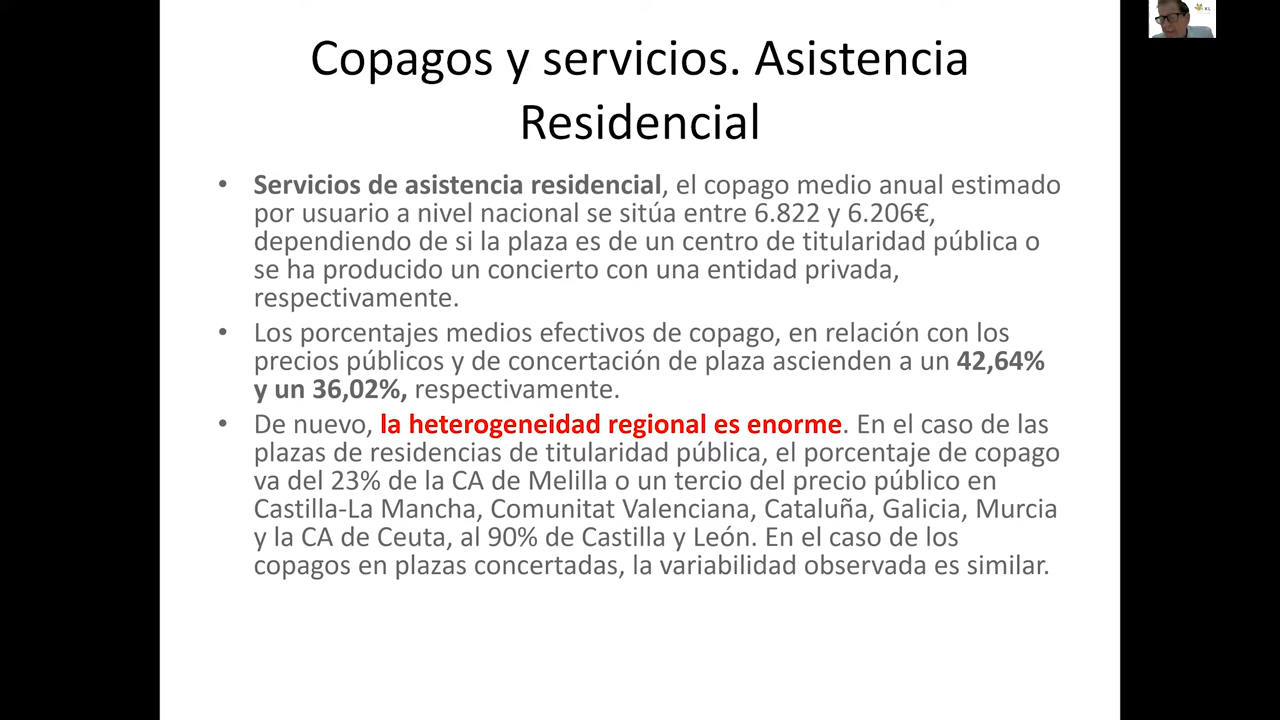 Copagos y servicios. Asistencia
Residencial
• Servicios de asistencia residencial, el copago medio anual estimado
por usuario a nivel nacional se sitúa entre 6.822 y 6.206€,
dependiendo de si la plaza es de un centro de titularidad pública o
se ha producido un concierto con una entidad privada,
respectivamente.
• Los porcentajes medios efectivos de copago, en relación con los
precios públicos y de concertación de plaza ascienden a un 42,64%
y un 36,02%, respectivamente.
• De nuevo, la heterogeneidad regional es enorme. En el caso de las
plazas de residencias de titularidad pública, el porcentaje de copago
va del 23% de la CA de Melilla o un tercio del precio público en
Castilla-La Mancha, Comunitat Valenciana, Cataluña, Galicia, Murcia
y la CA de Ceuta, al 90% de Castilla y León. En el caso de los
copagos en plazas concertadas, la variabilidad observada es similar.